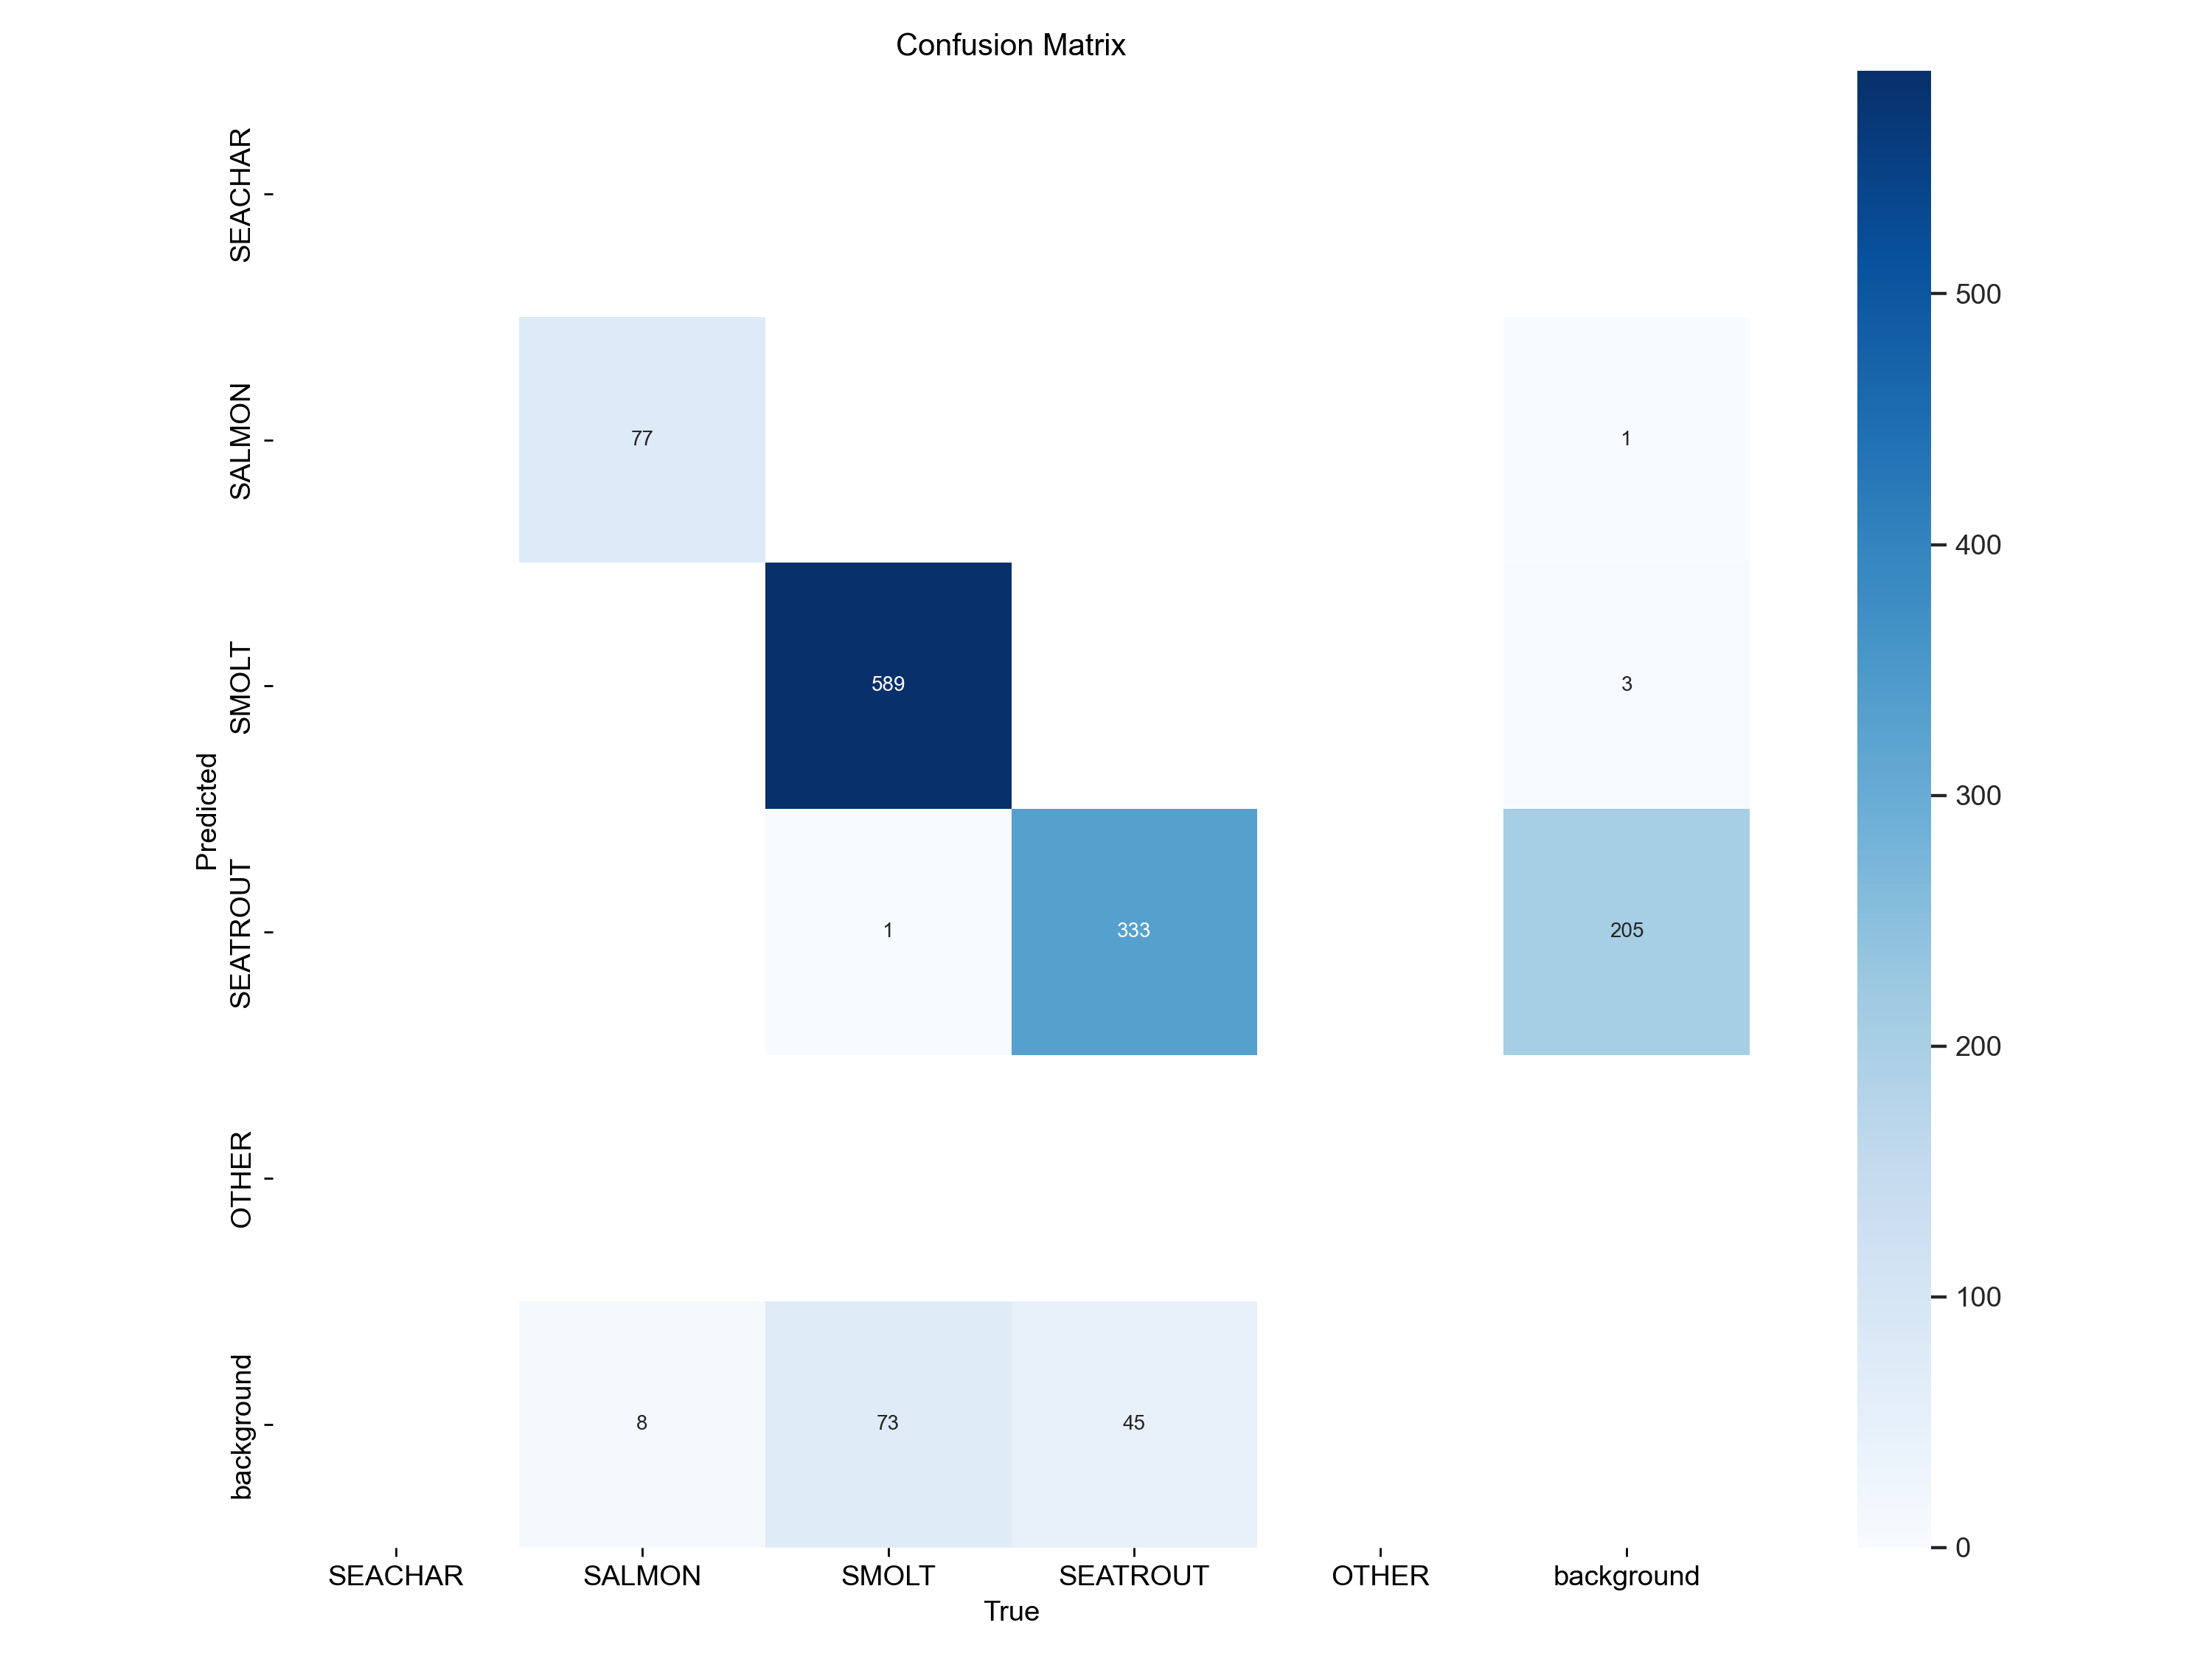 Confusion Matrix
SEACHAR
SALMON
SMOLT
SEATROUT
OTHER
background
Predicted
77
1
589
3
1
333
205
8
73
45
SEACHAR
SALMON
SMOLT
SEATROUT
OTHER
background
True
500
400
300
200
100
0